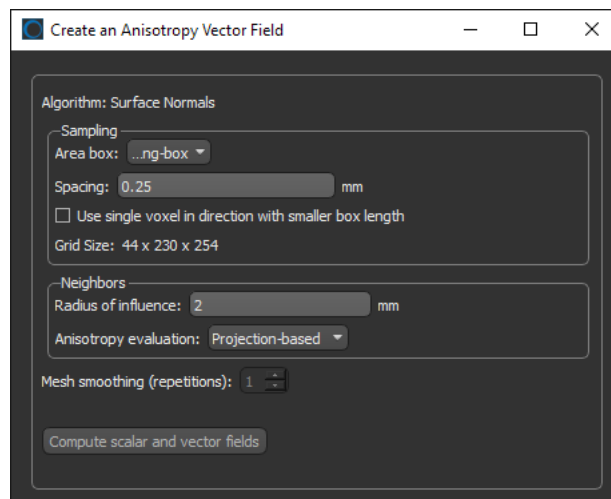 Create an Anisotropy Vector Field
Algorithm: Surface Normals
Sampling
Area box: ...ng-box
Spacing: 0.25 mm
Use single voxel in direction with smaller box length
Grid Size: 44 x 230 x 254
Neighbors
Radius of influence: 2 mm
Anisotropy evaluation: Projection-based
Mesh smoothing (repetitions): 1
Compute scalar and vector fields